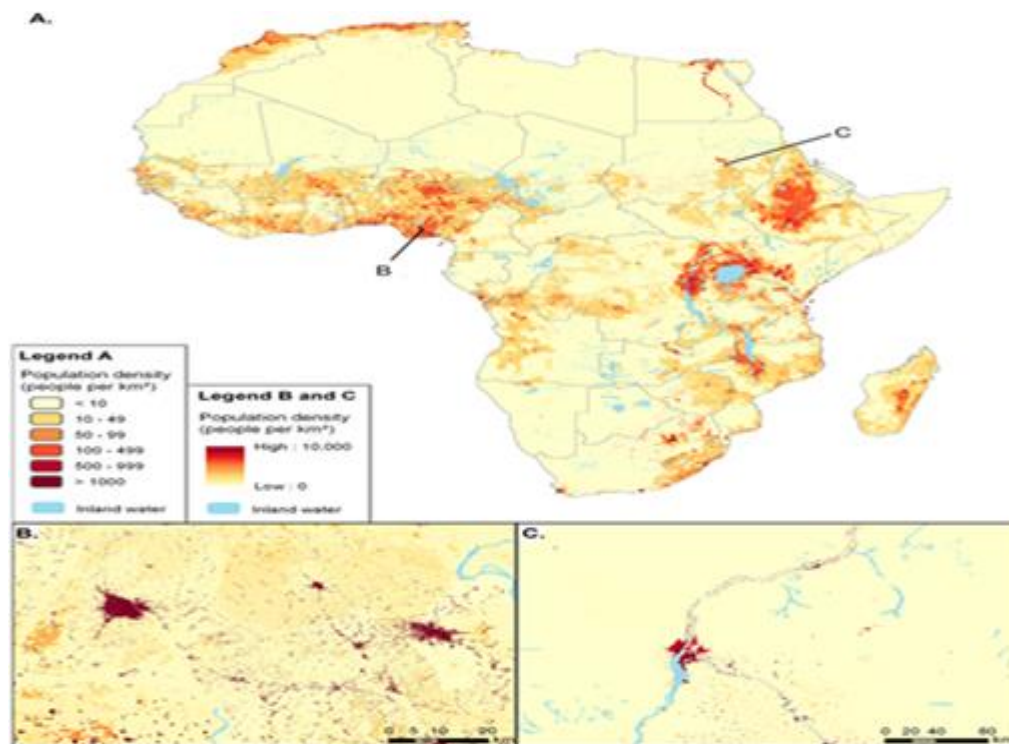 A.
C
B
Legend A
Population density
(people per km²)
< 10
10 - 49
50 - 99
100 - 499
500 - 999
> 1000
Inland water
Legend B and C
Population density
(people per km²)
High : 10,000
Low : 0
Inland water
B.
0 5 10 20
km
C.
0 20 40 80
km